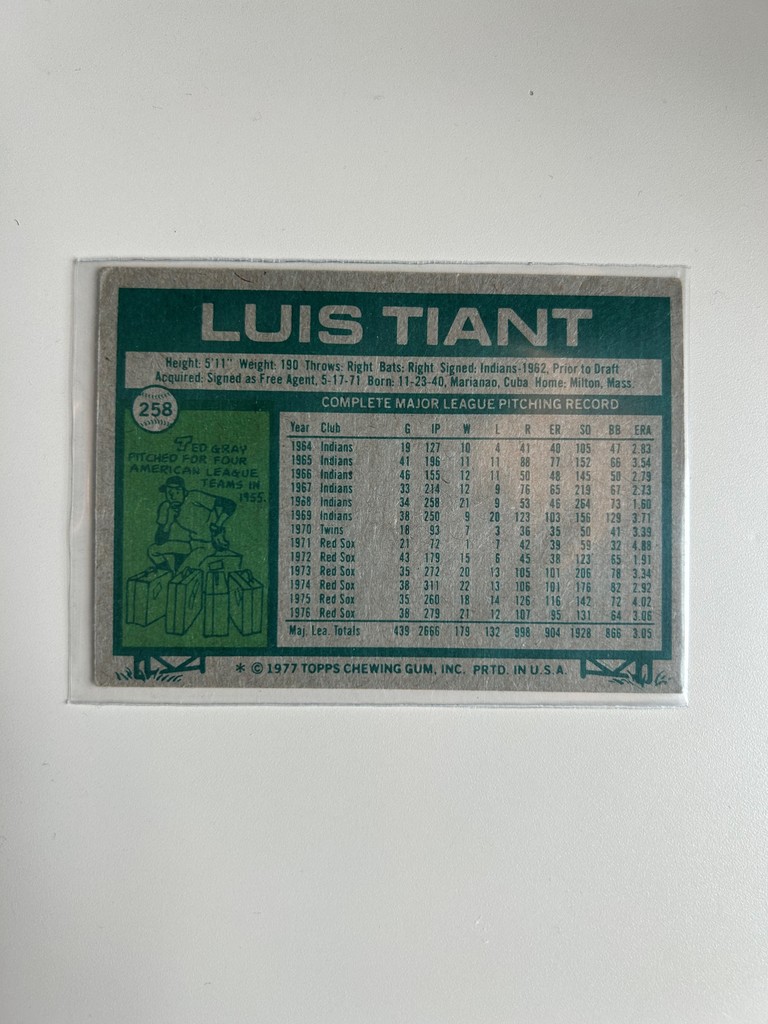 LUIS TIANT
Height: 5'11" Weight: 190 Throws: Right Bats: Right Signed: Indians-1962, Prior to Draft
Acquired: Signed as Free Agent, 5-17-71 Born: 11-23-40, Marianao, Cuba Home: Milton, Mass.
258
COMPLETE MAJOR LEAGUE PITCHING RECORD
TED GRAY
PITCHED FOR FOUR
AMERICAN LEAGUE
TEAMS IN
1955.
Year Club G IP W L R ER SO BB ERA
1964 Indians 19 127 10 4 41 40 105 47 2.83
1965 Indians 41 196 11 11 88 77 152 66 3.54
1966 Indians 46 155 12 11 50 48 145 50 2.79
1967 Indians 33 214 12 9 76 65 219 67 2.73
1968 Indians 34 258 21 9 53 46 264 73 1.60
1969 Indians 38 250 9 20 123 103 156 129 3.71
1970 Twins 18 93 7 3 36 35 50 41 3.39
1971 Red Sox 21 72 1 7 42 39 59 32 4.88
1972 Red Sox 43 179 15 6 45 38 123 65 1.91
1973 Red Sox 35 272 20 13 105 101 206 78 3.34
1974 Red Sox 38 311 22 13 106 101 176 82 2.92
1975 Red Sox 35 260 18 14 126 116 142 72 4.02
1976 Red Sox 38 279 21 12 107 95 131 64 3.06
Maj. Lea. Totals 439 2666 179 132 998 904 1928 866 3.05
* © 1977 TOPPS CHEWING GUM, INC. PRTD. IN U.S.A.